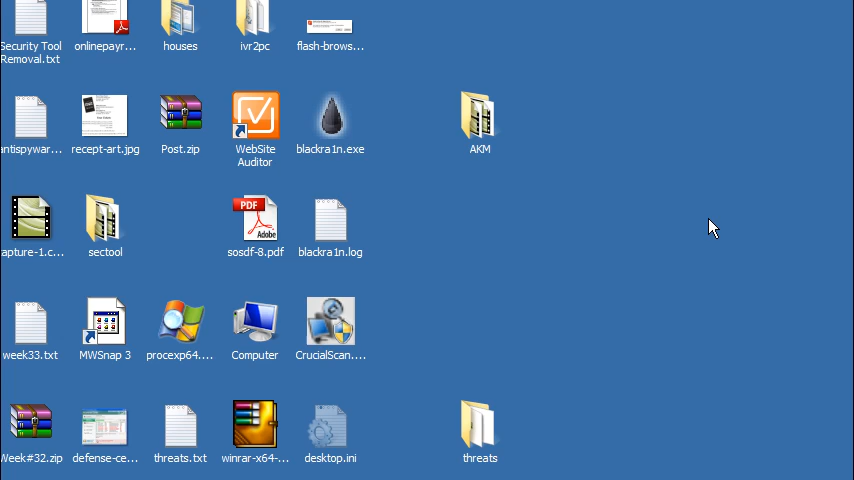 Security Tool
Removal.txt
onlinepayr...
houses
ivr2pc
flash-brows...
antispywar...
recept-art.jpg
Post.zip
WebSite
Auditor
blackra1n.exe
AKM
apture-1.c...
sectool
PDF
Adobe
sosdf-8.pdf
blackra1n.log
week33.txt
MWSnap 3
procexp64....
Computer
CrucialScan....
Week#32.zip
defense-ce...
threats.txt
winrar-x64-...
desktop.ini
threats